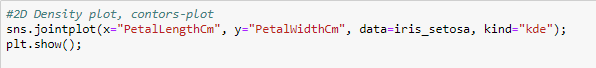 #2D Density plot, contors-plot
sns.jointplot(x="PetalLengthCm", y="PetalWidthCm", data=iris_setosa, kind="kde");
plt.show();